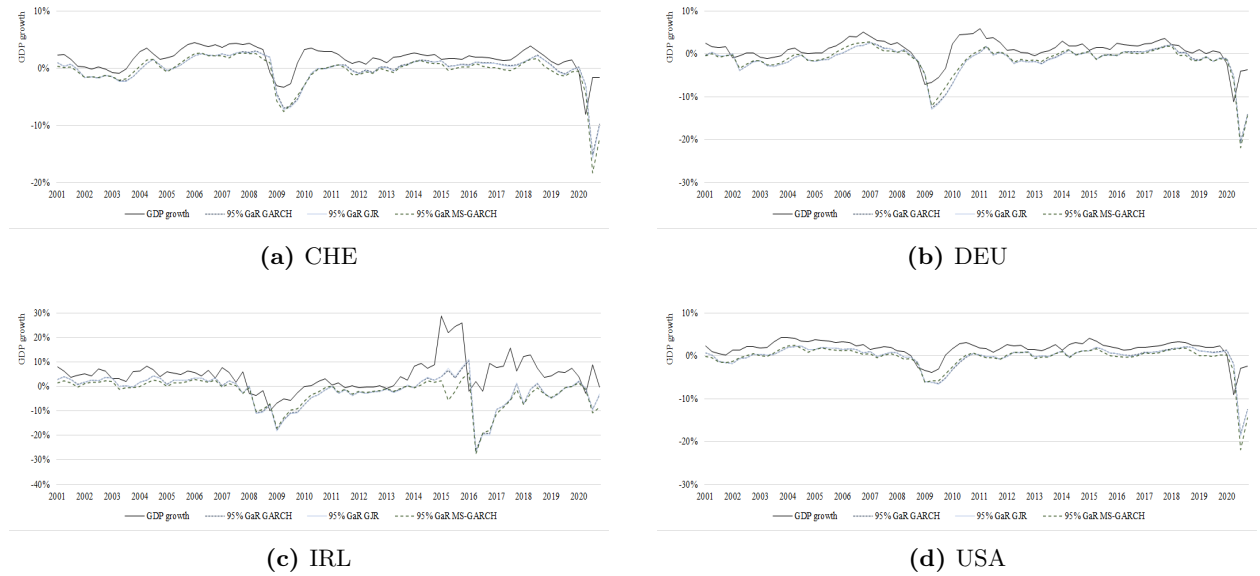 GDP growth
10%
0%
-10%
-20%
2001 2002 2003 2004 2005 2006 2007 2008 2009 2010 2011 2012 2013 2014 2015 2016 2017 2018 2019 2020
GDP growth 95% GaR GARCH 95% GaR GJR 95% GaR MS-GARCH
(a) CHE
GDP growth
10%
0%
-10%
-20%
-30%
2001 2002 2003 2004 2005 2006 2007 2008 2009 2010 2011 2012 2013 2014 2015 2016 2017 2018 2019 2020
GDP growth 95% GaR GARCH 95% GaR GJR 95% GaR MS-GARCH
(b) DEU
GDP growth
30%
20%
10%
0%
-10%
-20%
-30%
-40%
2001 2002 2003 2004 2005 2006 2007 2008 2009 2010 2011 2012 2013 2014 2015 2016 2017 2018 2019 2020
GDP growth 95% GaR GARCH 95% GaR GJR 95% GaR MS-GARCH
(c) IRL
GDP growth
10%
0%
-10%
-20%
-30%
2001 2002 2003 2004 2005 2006 2007 2008 2009 2010 2011 2012 2013 2014 2015 2016 2017 2018 2019 2020
GDP growth 95% GaR GARCH 95% GaR GJR 95% GaR MS-GARCH
(d) USA